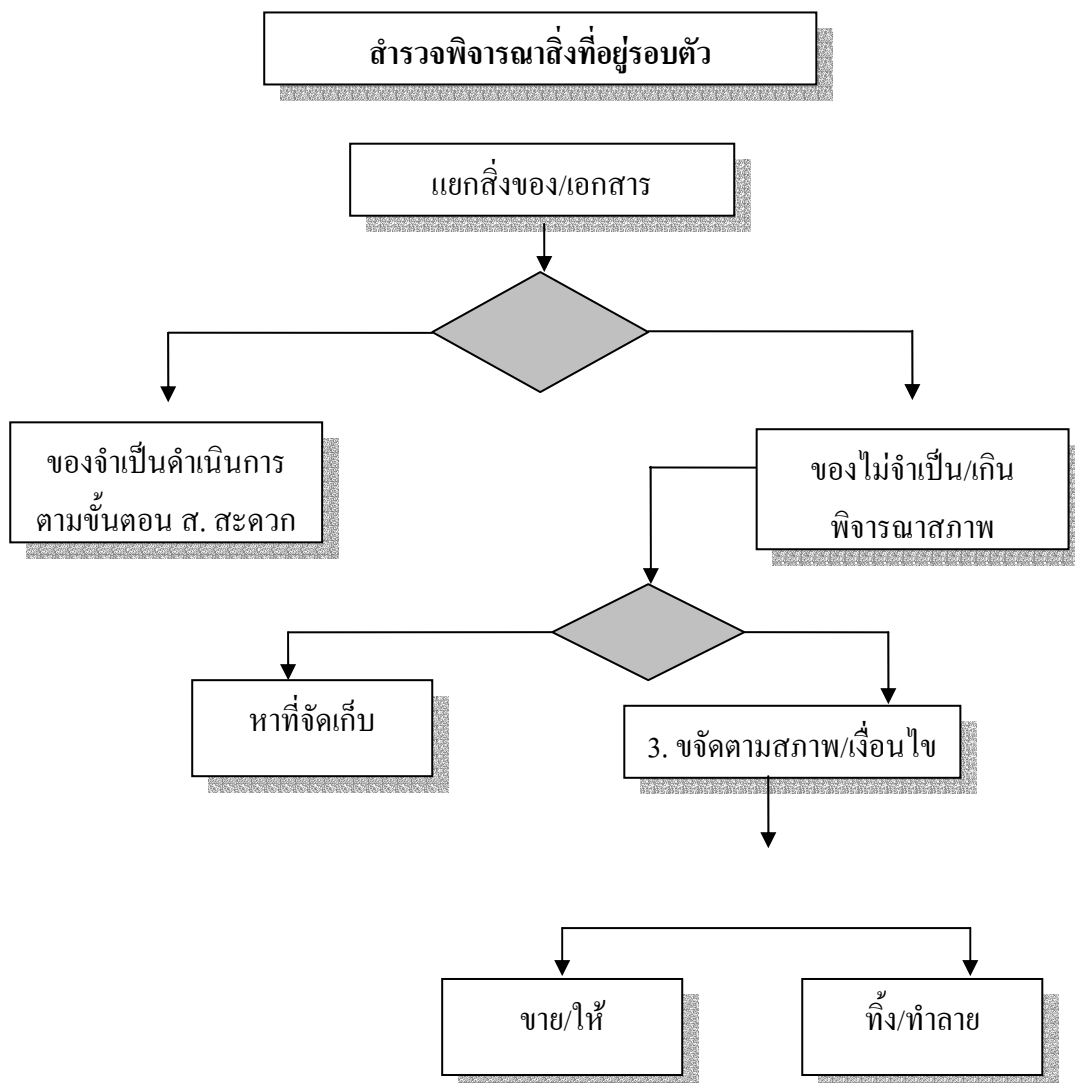 สำรวจพิจารณาสิ่งที่อยู่รอบตัว
แยกสิ่งของ/เอกสาร
ของจำเป็นดำเนินการ
ตามขั้นตอน ส. สะดวก
ของไม่จำเป็น/เกิน
พิจารณาสภาพ
หาที่จัดเก็บ
3. ขจัดตามสภาพ/เงื่อนไข
ขาย/ให้
ทิ้ง/ทำลาย